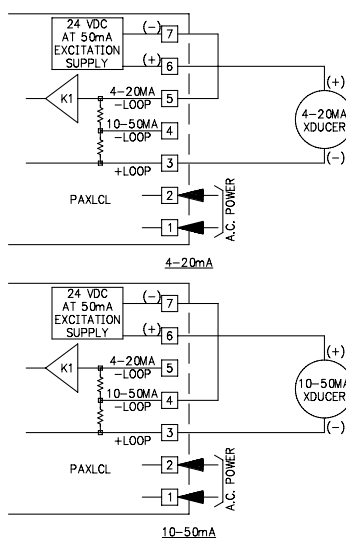 24 VDC
AT 50mA
EXCITATION
SUPPLY
(-)
7
(+)
6
K1
4-20MA
-LOOP
5
10-50MA
-LOOP
4
+LOOP
3
PAXLCL
2
1
A.C. POWER
(+)
4-20MA
XDUCER
(-)
4-20mA
24 VDC
AT 50mA
EXCITATION
SUPPLY
(-)
7
(+)
6
K1
4-20MA
-LOOP
5
10-50MA
-LOOP
4
+LOOP
3
PAXLCL
2
1
A.C. POWER
(+)
10-50MA
XDUCER
(-)
10-50mA